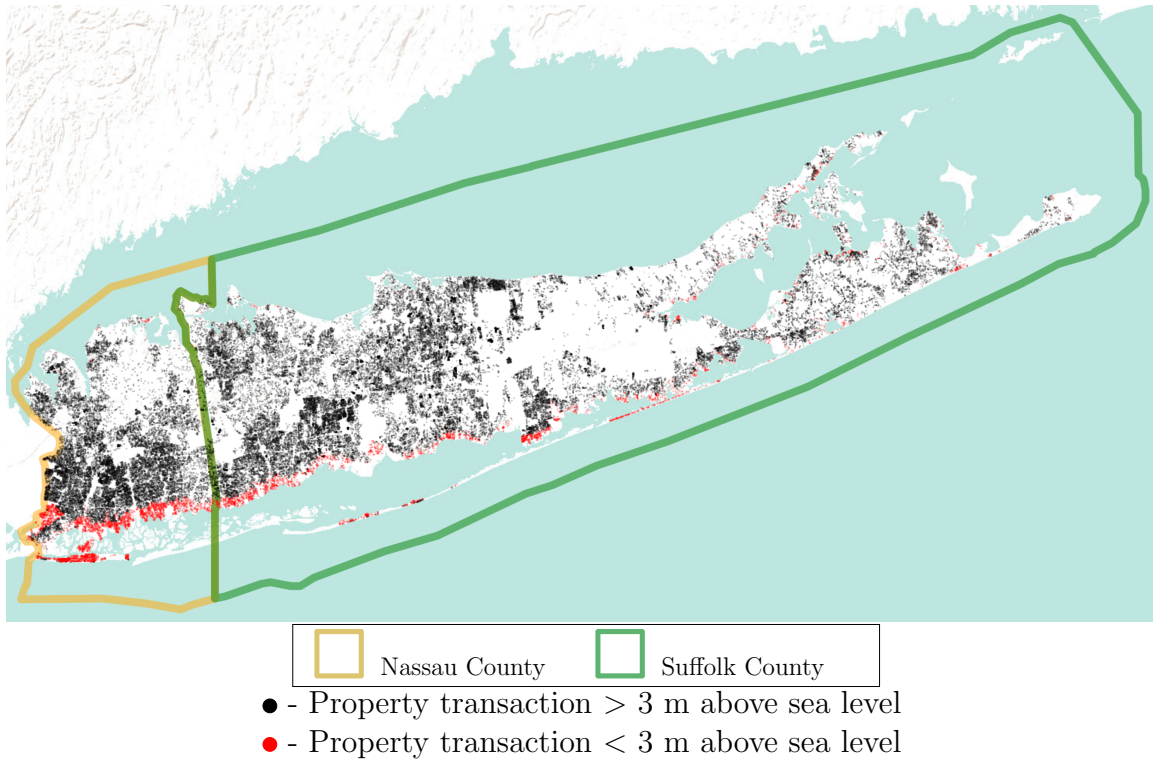 Nassau County Suffolk County
- Property transaction > 3 m above sea level
- Property transaction < 3 m above sea level